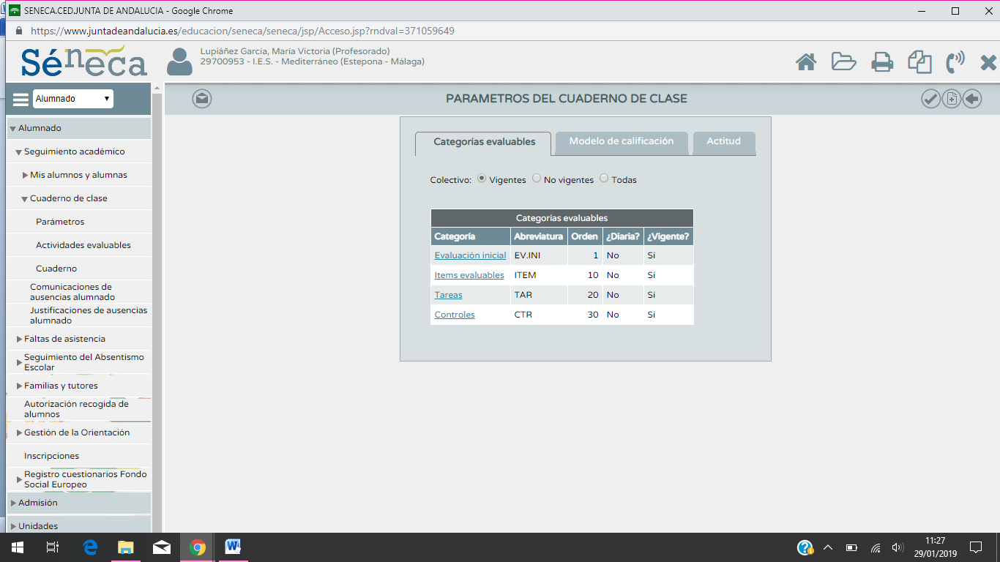 SENECA.CED.JUNTA DE ANDALUCIA - Google Chrome
https://www.juntadeandalucia.es/educacion/seneca/seneca/jsp/Acceso.jsp?rndval=371059649
Séneca
Lupiáñez García, María Victoria (Profesorado)
29700953 - I.E.S. - Mediterráneo (Estepona - Málaga)
Alumnado
PARAMETROS DEL CUADERNO DE CLASE
Alumnado
Seguimiento académico
Mis alumnos y alumnas
Cuaderno de clase
Parámetros
Actividades evaluables
Cuaderno
Comunicaciones de
ausencias alumnado
Justificaciones de ausencias
alumnado
Faltas de asistencia
Seguimiento del Absentismo
Escolar
Familias y tutores
Autorización recogida de
alumnos
Gestión de la Orientación
Inscripciones
Registro cuestionarios Fondo
Social Europeo
Admisión
Unidades
Categorías evaluables Modelo de calificación Actitud
Colectivo: Vigentes No vigentes Todas
Categorías evaluables
Categoría Abreviatura Orden ¿Diaria? ¿Vigente?
Evaluación inicial EV.INI 1 No Sí
Items evaluables ITEM 10 No Sí
Tareas TAR 20 No Sí
Controles CTR 30 No Sí
11:27
29/01/2019